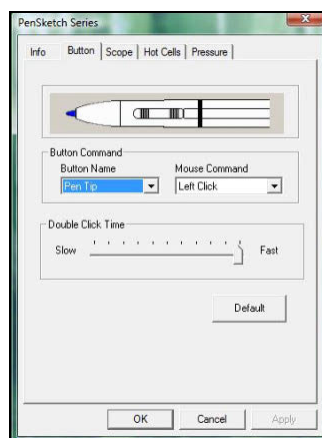 PenSketch Series
Info Button Scope Hot Cells Pressure
Button Command
Button Name Mouse Command
Pen Tip Left Click
Double Click Time
Slow Fast
Default
OK Cancel Apply